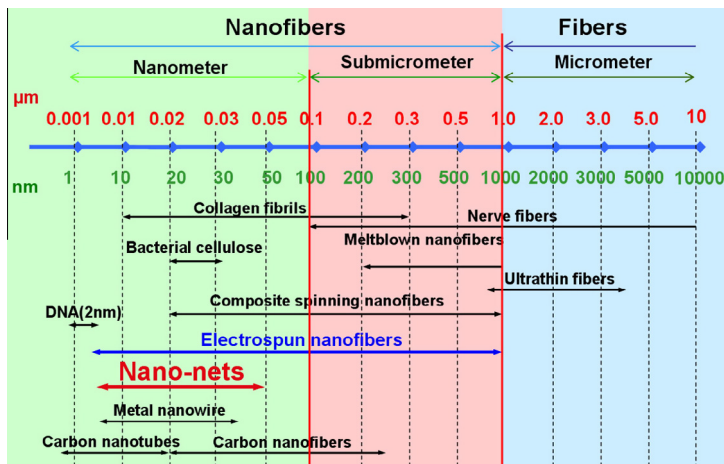 Nanofibers Fibers
Nanometer Submicrometer Micrometer
μm
0.001 0.01 0.02 0.03 0.05 0.1 0.2 0.3 0.5 1.0 2.0 3.0 5.0 10
nm 1 10 20 30 50 100 200 300 500 1000 2000 3000 5000 10000
Collagen fibrils
Nerve fibers
Bacterial cellulose Meltblown nanofibers
Ultrathin fibers
DNA(2nm) Composite spinning nanofibers
Electrospun nanofibers
Nano-nets
Metal nanowire
Carbon nanotubes Carbon nanofibers